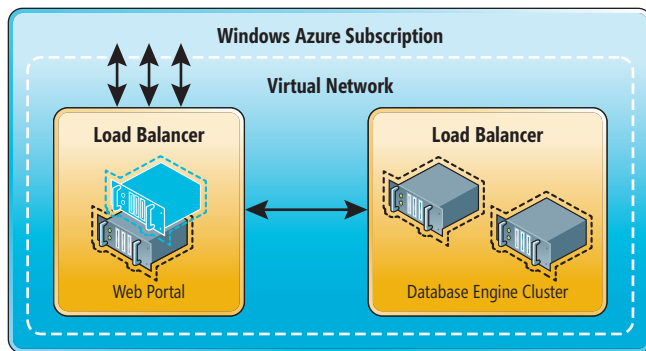 Windows Azure Subscription
Virtual Network
Load Balancer
Web Portal
Load Balancer
Database Engine Cluster